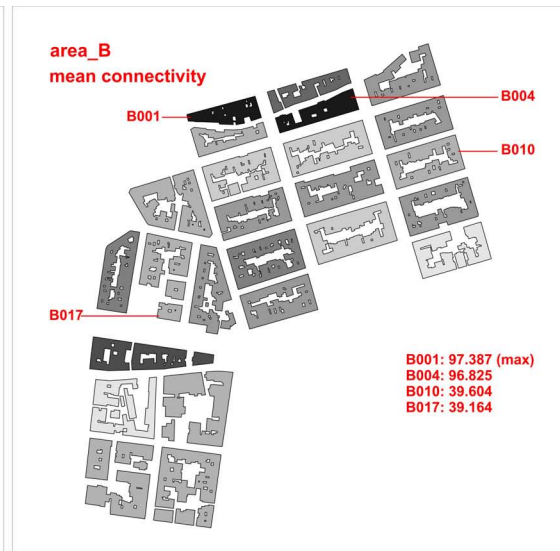 area_B
mean connectivity
B001
B004
B010
B017
B001: 97.387 (max)
B004: 96.825
B010: 39.604
B017: 39.164